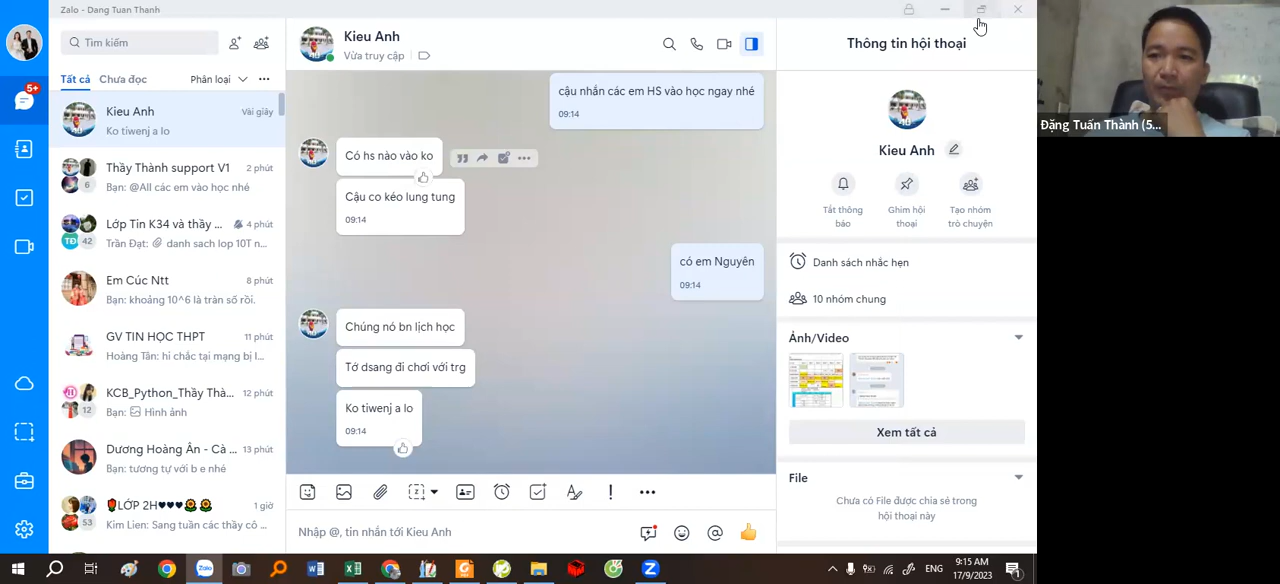 Zalo - Dang Tuan Thanh
Tìm kiếm
Tất cả
Chưa đọc
Phân loại
5+
Kieu Anh
Vài giây
Ko tiwenj a lo
Thầy Thành support V1
2 phút
6
Bạn: @All các em vào học nhé
Lớp Tin K34 và thầy ...
4 phút
TĐ
42
Trần Đạt: danh sach lop 10T n...
Em Cúc Ntt
8 phút
Bạn: khoảng 10^6 là tràn số rồi.
GV TIN HỌC THPT
11 phút
Hoàng Tân: hi chắc tại mạng bị l...
KCB_Python_Thầy Thà...
12 phút
12
Bạn: Hình ảnh
Dương Hoàng Ân - Cà ...
13 phút
Bạn: tương tự với b e nhé
🌹LỚP 2H♥♥♥🌻🌻
1 giờ
53
Kim Lien: Sang tuần các thầy cô ...
Kieu Anh
Vừa truy cập
cậu nhắn các em HS vào học ngay nhé
09:14
Có hs nào vào ko
Cậu co kéo lung tung
09:14
có em Nguyên
09:14
Chúng nó bn lịch học
Tớ dsang đi chơi với trg
Ko tiwenj a lo
09:14
Nhập @, tin nhắn tới Kieu Anh
Thông tin hội thoại
Kieu Anh
Tắt thông
báo
Ghim hội
thoại
Tạo nhóm
trò chuyện
Danh sách nhắc hẹn
10 nhóm chung
Ảnh/Video
Xem tất cả
File
Chưa có File được chia sẻ trong
hội thoại này
Đặng Tuấn Thành (5...
ENG
9:15 AM
17/9/2023
1